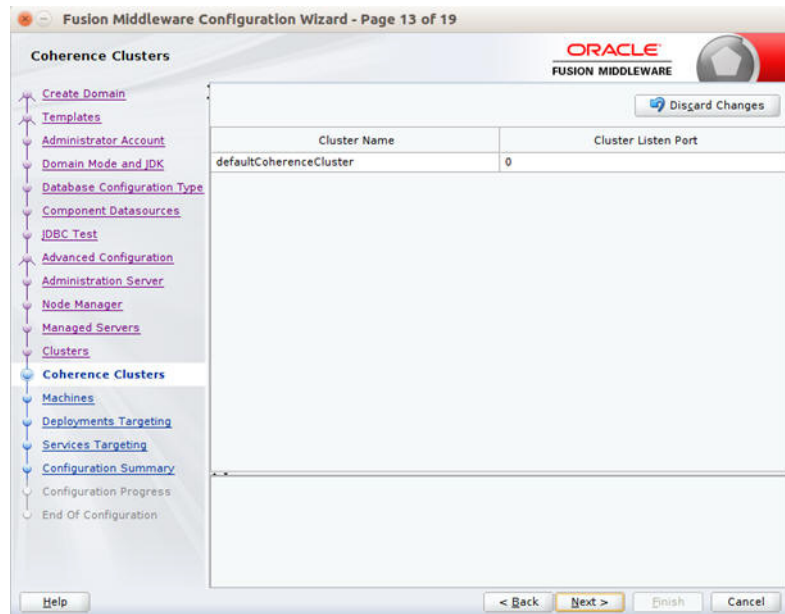 Fusion Middleware Configuration Wizard - Page 13 of 19
Coherence Clusters
ORACLE
FUSION MIDDLEWARE
Create Domain
Templates
Administrator Account
Domain Mode and JDK
Database Configuration Type
Component Datasources
JDBC Test
Advanced Configuration
Administration Server
Node Manager
Managed Servers
Clusters
Coherence Clusters
Machines
Deployments Targeting
Services Targeting
Configuration Summary
Configuration Progress
End Of Configuration
Discard Changes
Cluster Name Cluster Listen Port
defaultCoherenceCluster 0
Help < Back Next > Finish Cancel